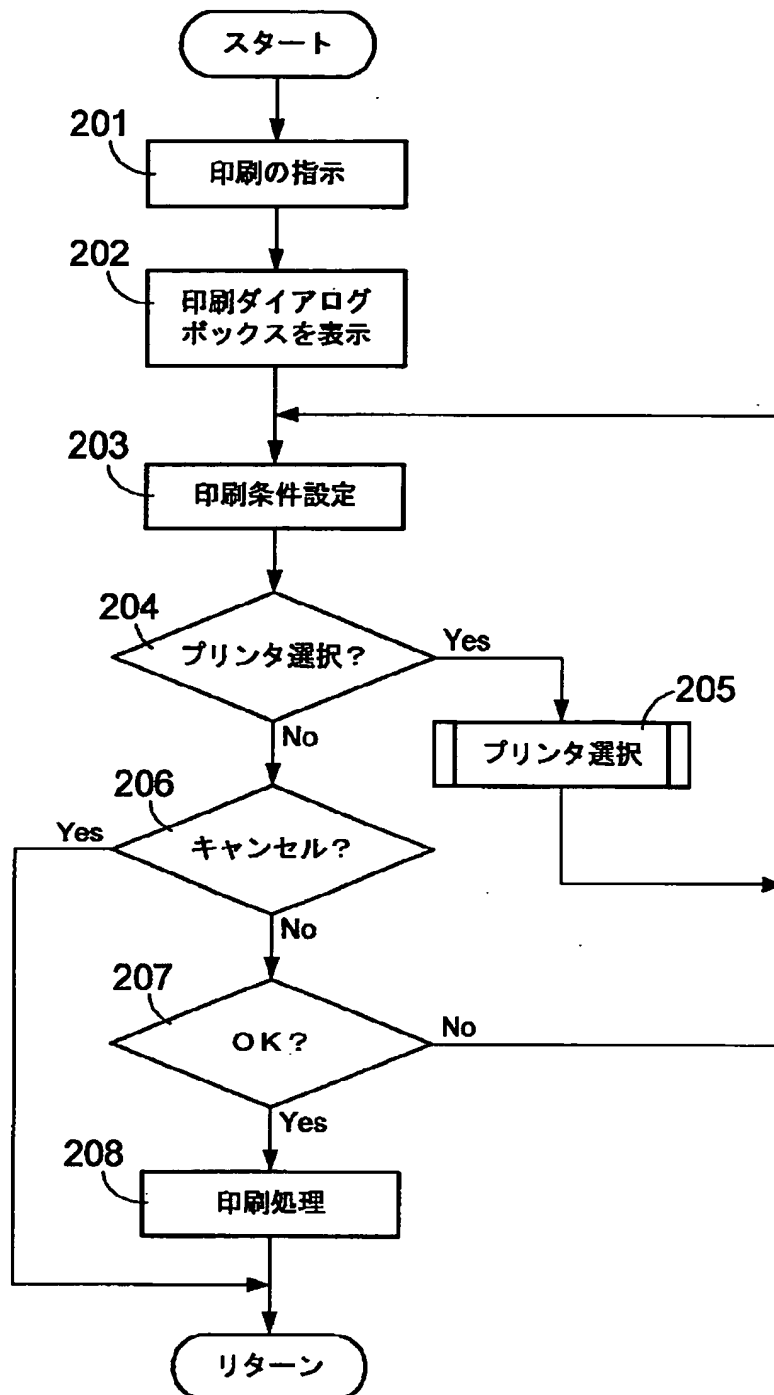 スタート
201
印刷の指示
202
印刷ダイアログ
ボックスを表示
203
印刷条件設定
204
プリンタ選択？
Yes
No
205
プリンタ選択
206
Yes
キャンセル？
No
207
OK？
No
Yes
208
印刷処理
リターン